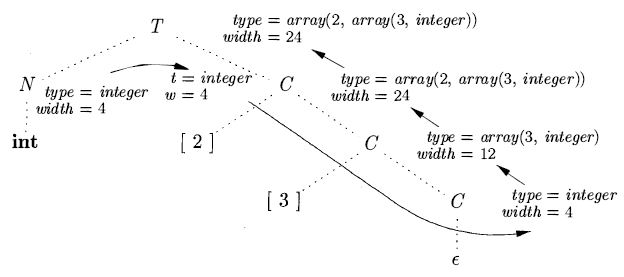 T
type = array(2, array(3, integer))
width = 24
N
type = integer
width = 4
t = integer
w = 4
C
type = array(2, array(3, integer))
width = 24
int
[ 2 ]
C
type = array(3, integer)
width = 12
[ 3 ]
C
type = integer
width = 4
ϵ